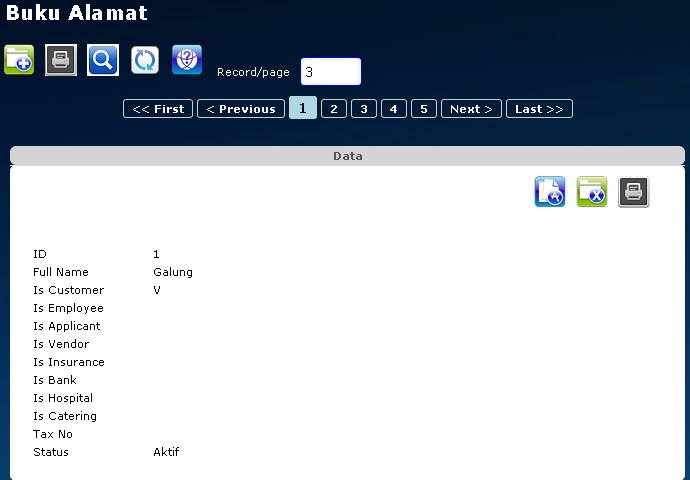 Buku Alamat
Record/page 3
<< First < Previous 1 2 3 4 5 Next > Last >>
Data
ID 1
Full Name Galung
Is Customer V
Is Employee
Is Applicant
Is Vendor
Is Insurance
Is Bank
Is Hospital
Is Catering
Tax No
Status Aktif